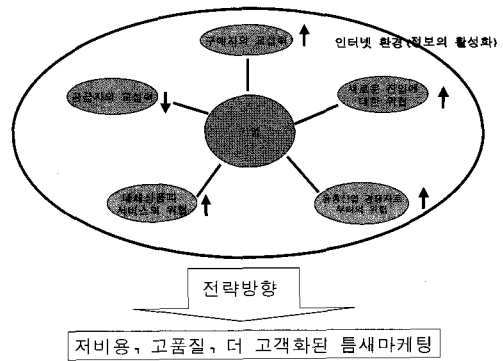 구매자의 교섭력
인터넷 환경(정보의 활성화)
공급자의 교섭력
새로운 진입에
대한 위협
기업
대체상품과
서비스의 위협
동종산업 경쟁자로
부터의 위협
전략방향
저비용, 고품질, 더 고객화된 틈새마케팅